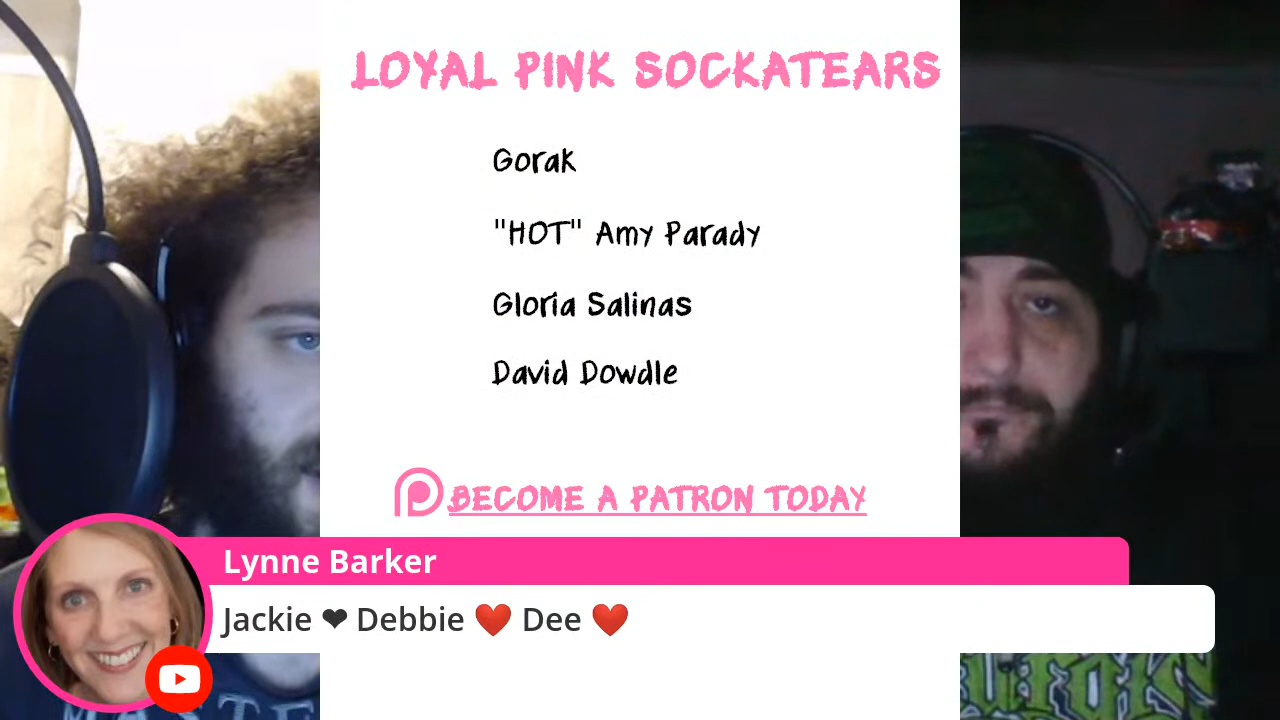 LOYAL PINK SOCKATEARS
Gorak
"HOT" Amy Parady
Gloria Salinas
David Dowdle
BECOME A PATRON TODAY
Lynne Barker
Jackie ❤ Debbie ❤️ Dee ❤️